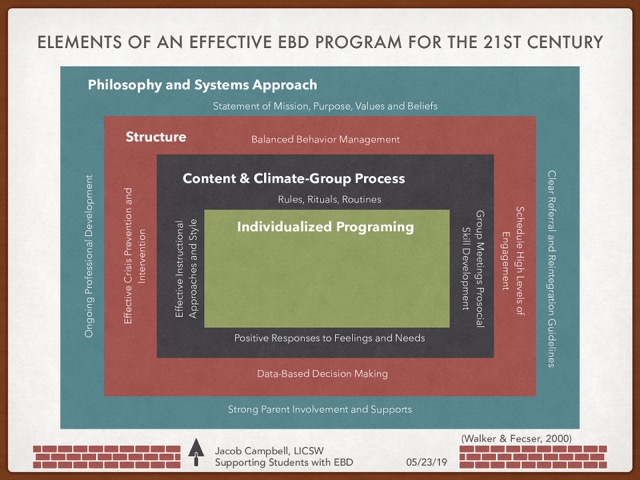 ELEMENTS OF AN EFFECTIVE EBD PROGRAM FOR THE 21ST CENTURY
Philosophy and Systems Approach
Statement of Mission, Purpose, Values and Beliefs
Structure
Balanced Behavior Management
Content & Climate-Group Process
Rules, Rituals, Routines
Individualized Programing
Ongoing Professional Development
Effective Crisis Prevention and
Intervention
Effective Instructional
Approaches and Style
Group Meetings Prosocial
Skill Development
Schedule High Levels of
Engagement
Clear Referral and Reintegration Guidelines
Positive Responses to Feelings and Needs
Data-Based Decision Making
Strong Parent Involvement and Supports
(Walker & Fecser, 2000)
Jacob Campbell, LICSW
Supporting Students with EBD
05/23/19